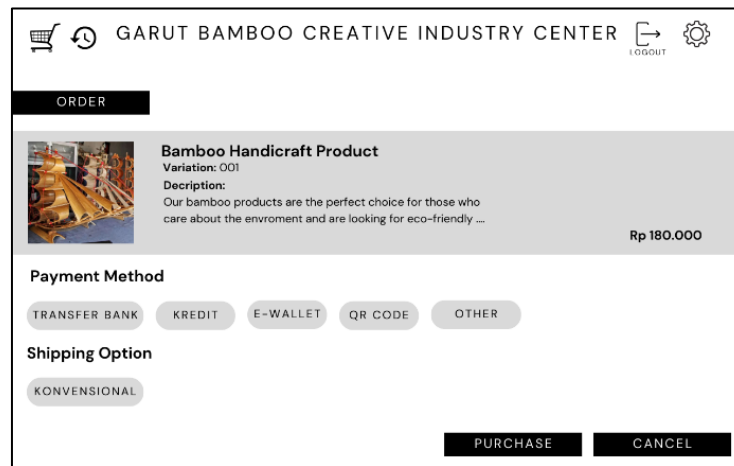 GARUT BAMBOO CREATIVE INDUSTRY CENTER
LOGOUT
ORDER
Bamboo Handicraft Product
Variation: 001
Decription:
Our bamboo products are the perfect choice for those who
care about the enviroment and are looking for eco-friendly ....
Rp 180.000
Payment Method
TRANSFER BANK KREDIT E-WALLET QR CODE OTHER
Shipping Option
KONVENSIONAL
PURCHASE CANCEL